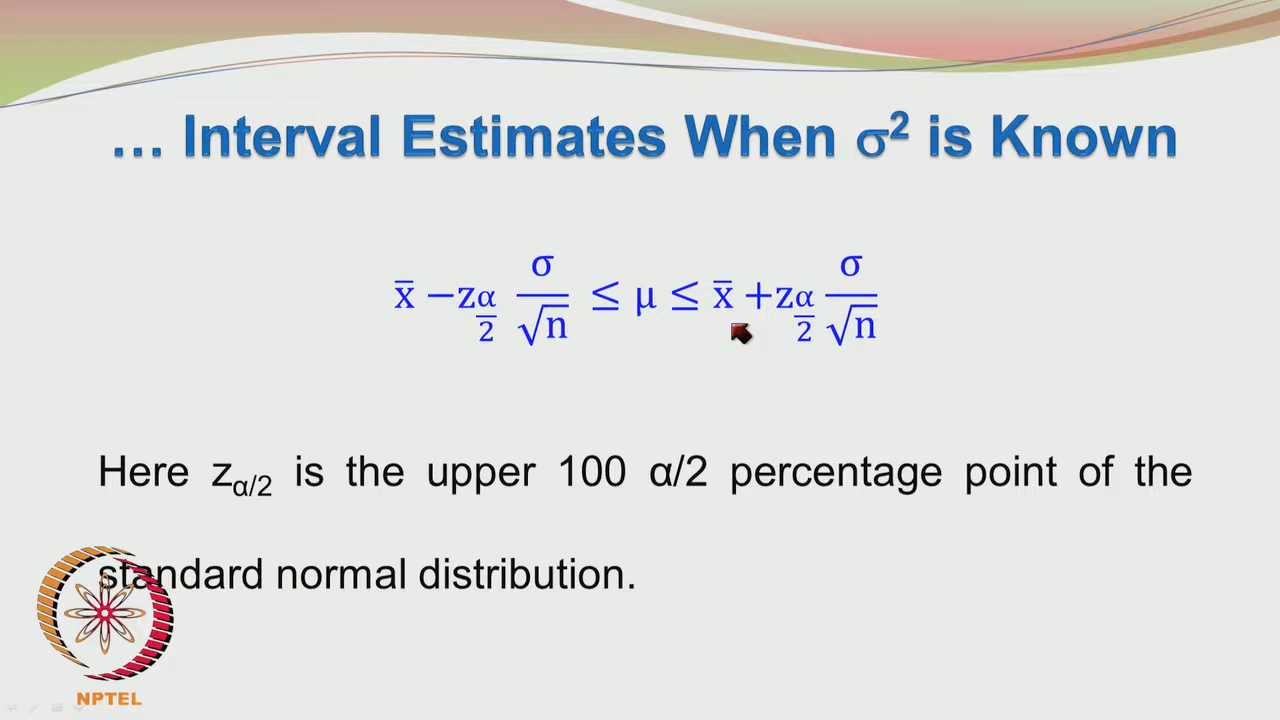 ... Interval Estimates When σ² is Known
x̄ − z_{α/2} σ/√n ≤ μ ≤ x̄ + z_{α/2} σ/√n
Here z_{α/2} is the upper 100 α/2 percentage point of the
standard normal distribution.
NPTEL